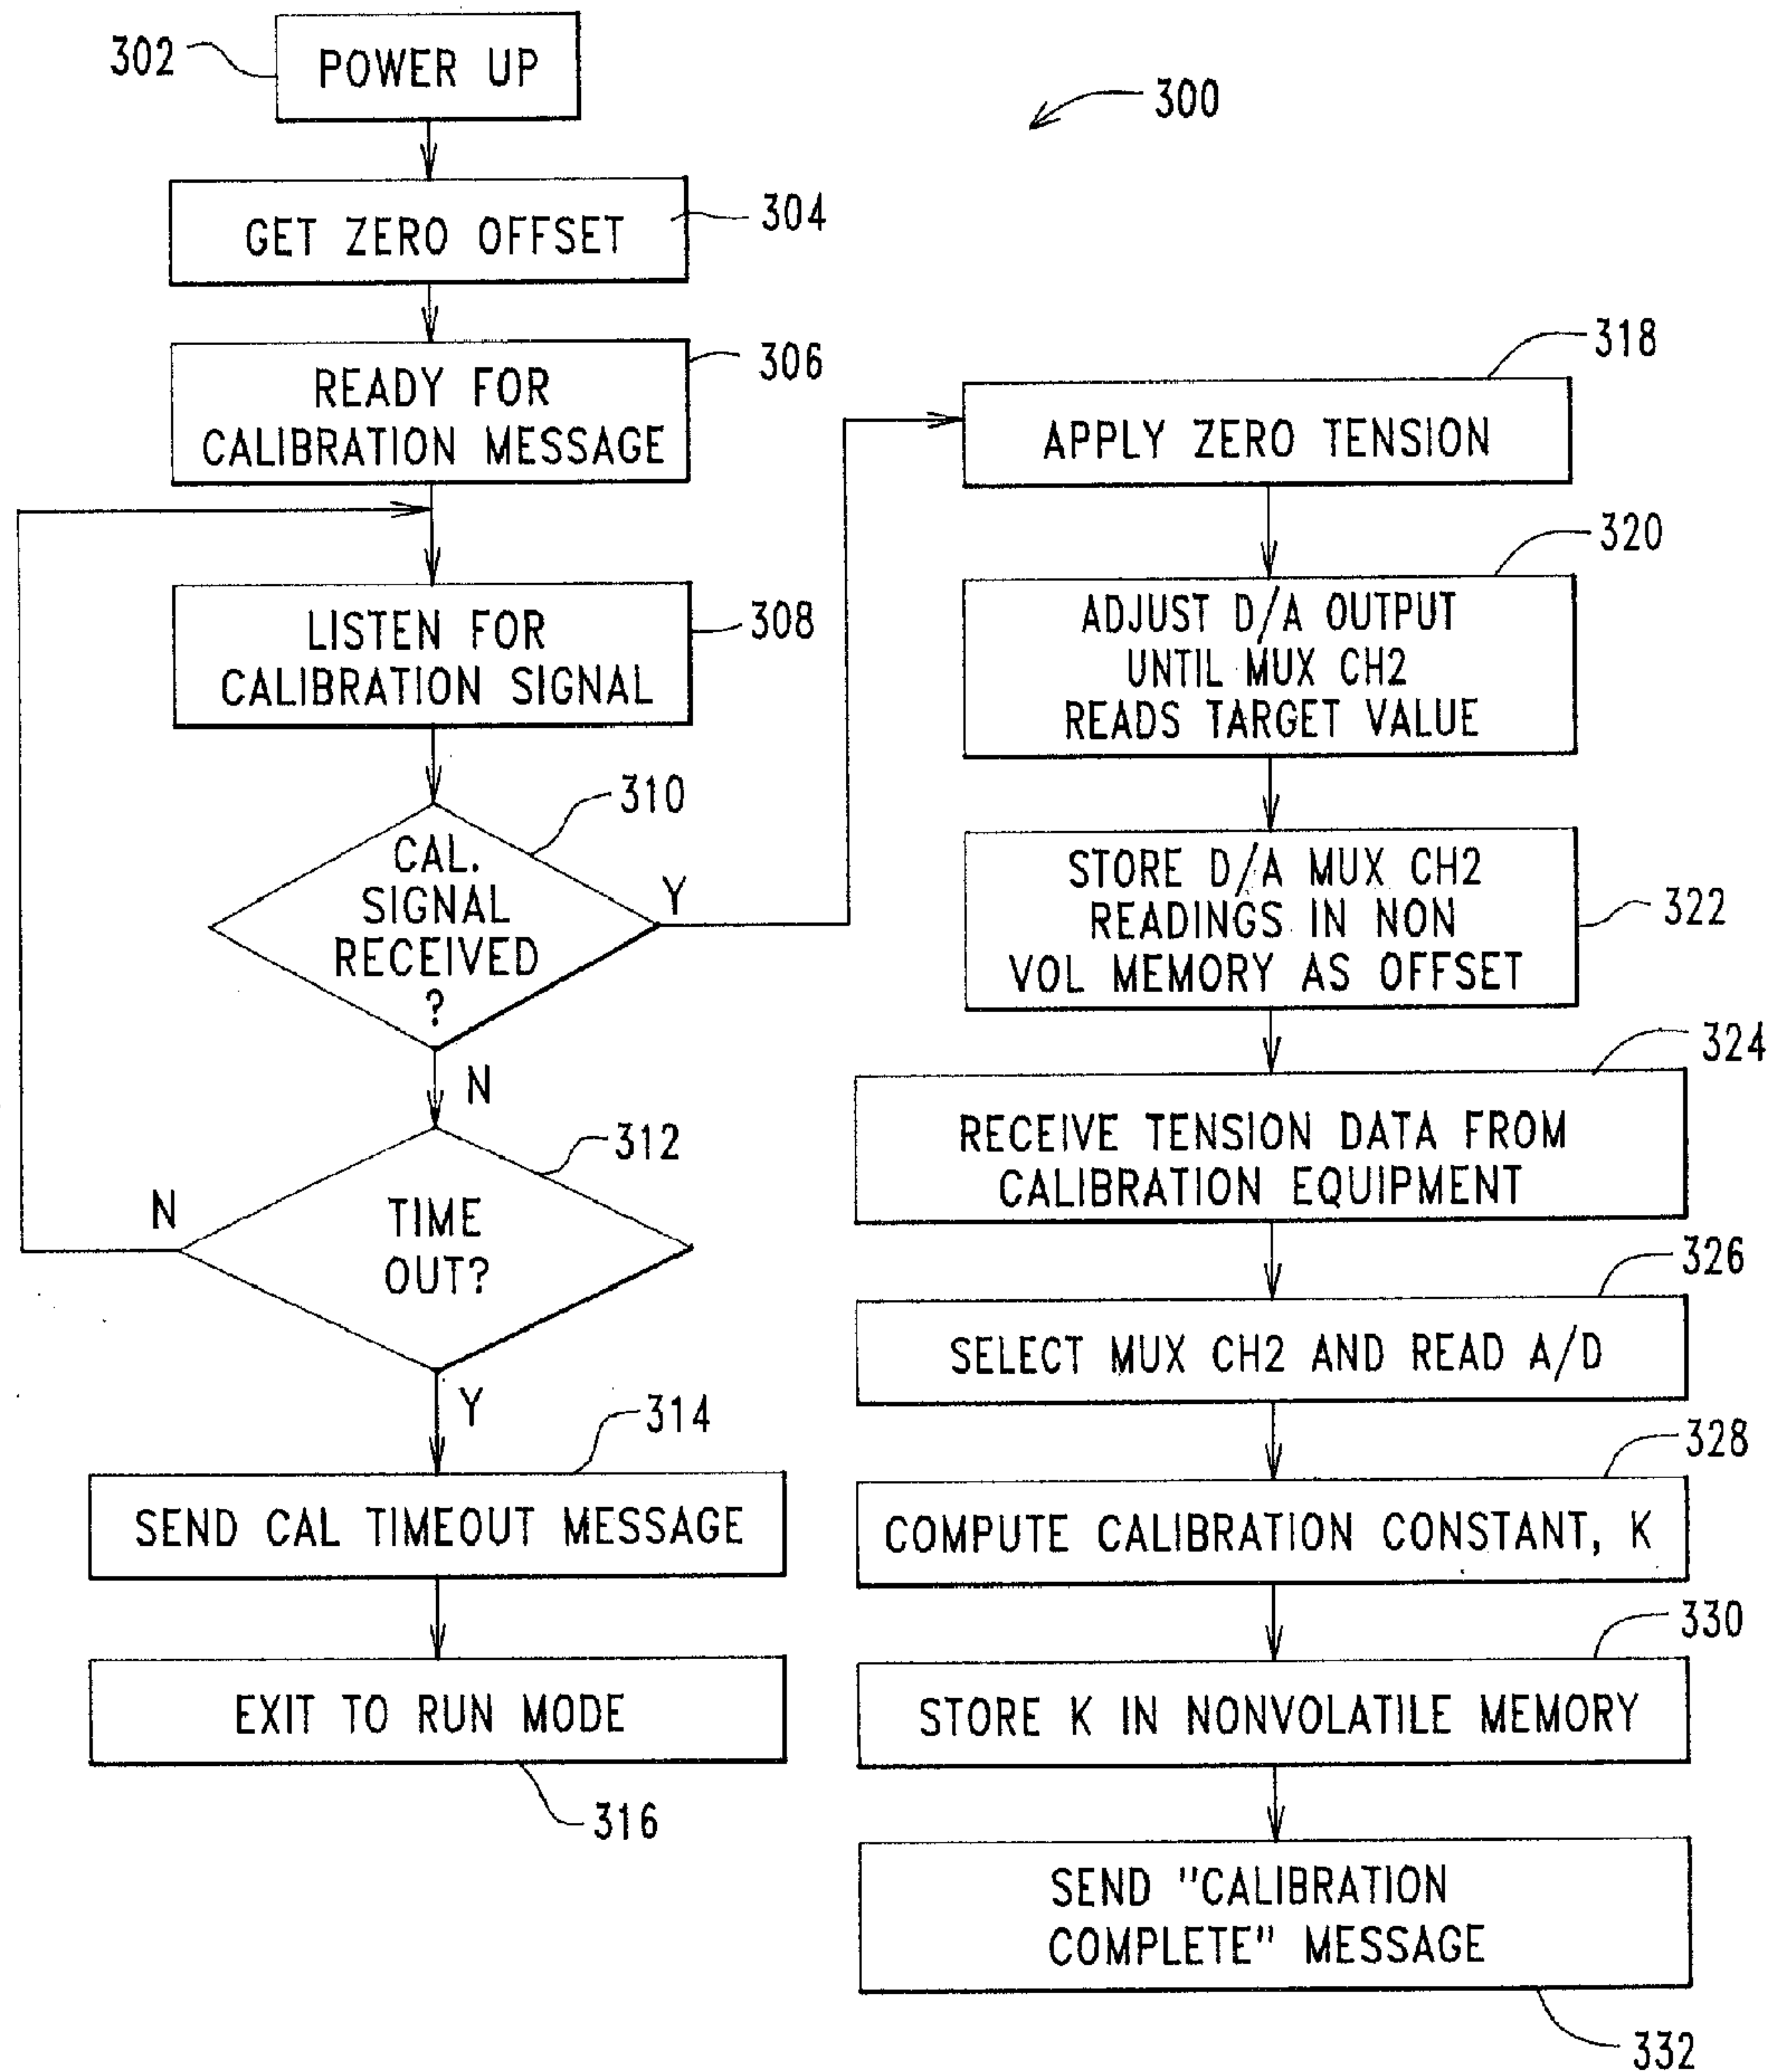 302
POWER UP
300
GET ZERO OFFSET
304
READY FOR
CALIBRATION MESSAGE
306
LISTEN FOR
CALIBRATION SIGNAL
308
CAL.
SIGNAL
RECEIVED
?
310
Y
N
TIME
OUT?
312
N
Y
SEND CAL TIMEOUT MESSAGE
314
EXIT TO RUN MODE
316
318
APPLY ZERO TENSION
320
ADJUST D/A OUTPUT
UNTIL MUX CH2
READS TARGET VALUE
STORE D/A MUX CH2
READINGS IN NON
VOL MEMORY AS OFFSET
322
324
RECEIVE TENSION DATA FROM
CALIBRATION EQUIPMENT
326
SELECT MUX CH2 AND READ A/D
328
COMPUTE CALIBRATION CONSTANT, K
330
STORE K IN NONVOLATILE MEMORY
SEND "CALIBRATION
COMPLETE" MESSAGE
332